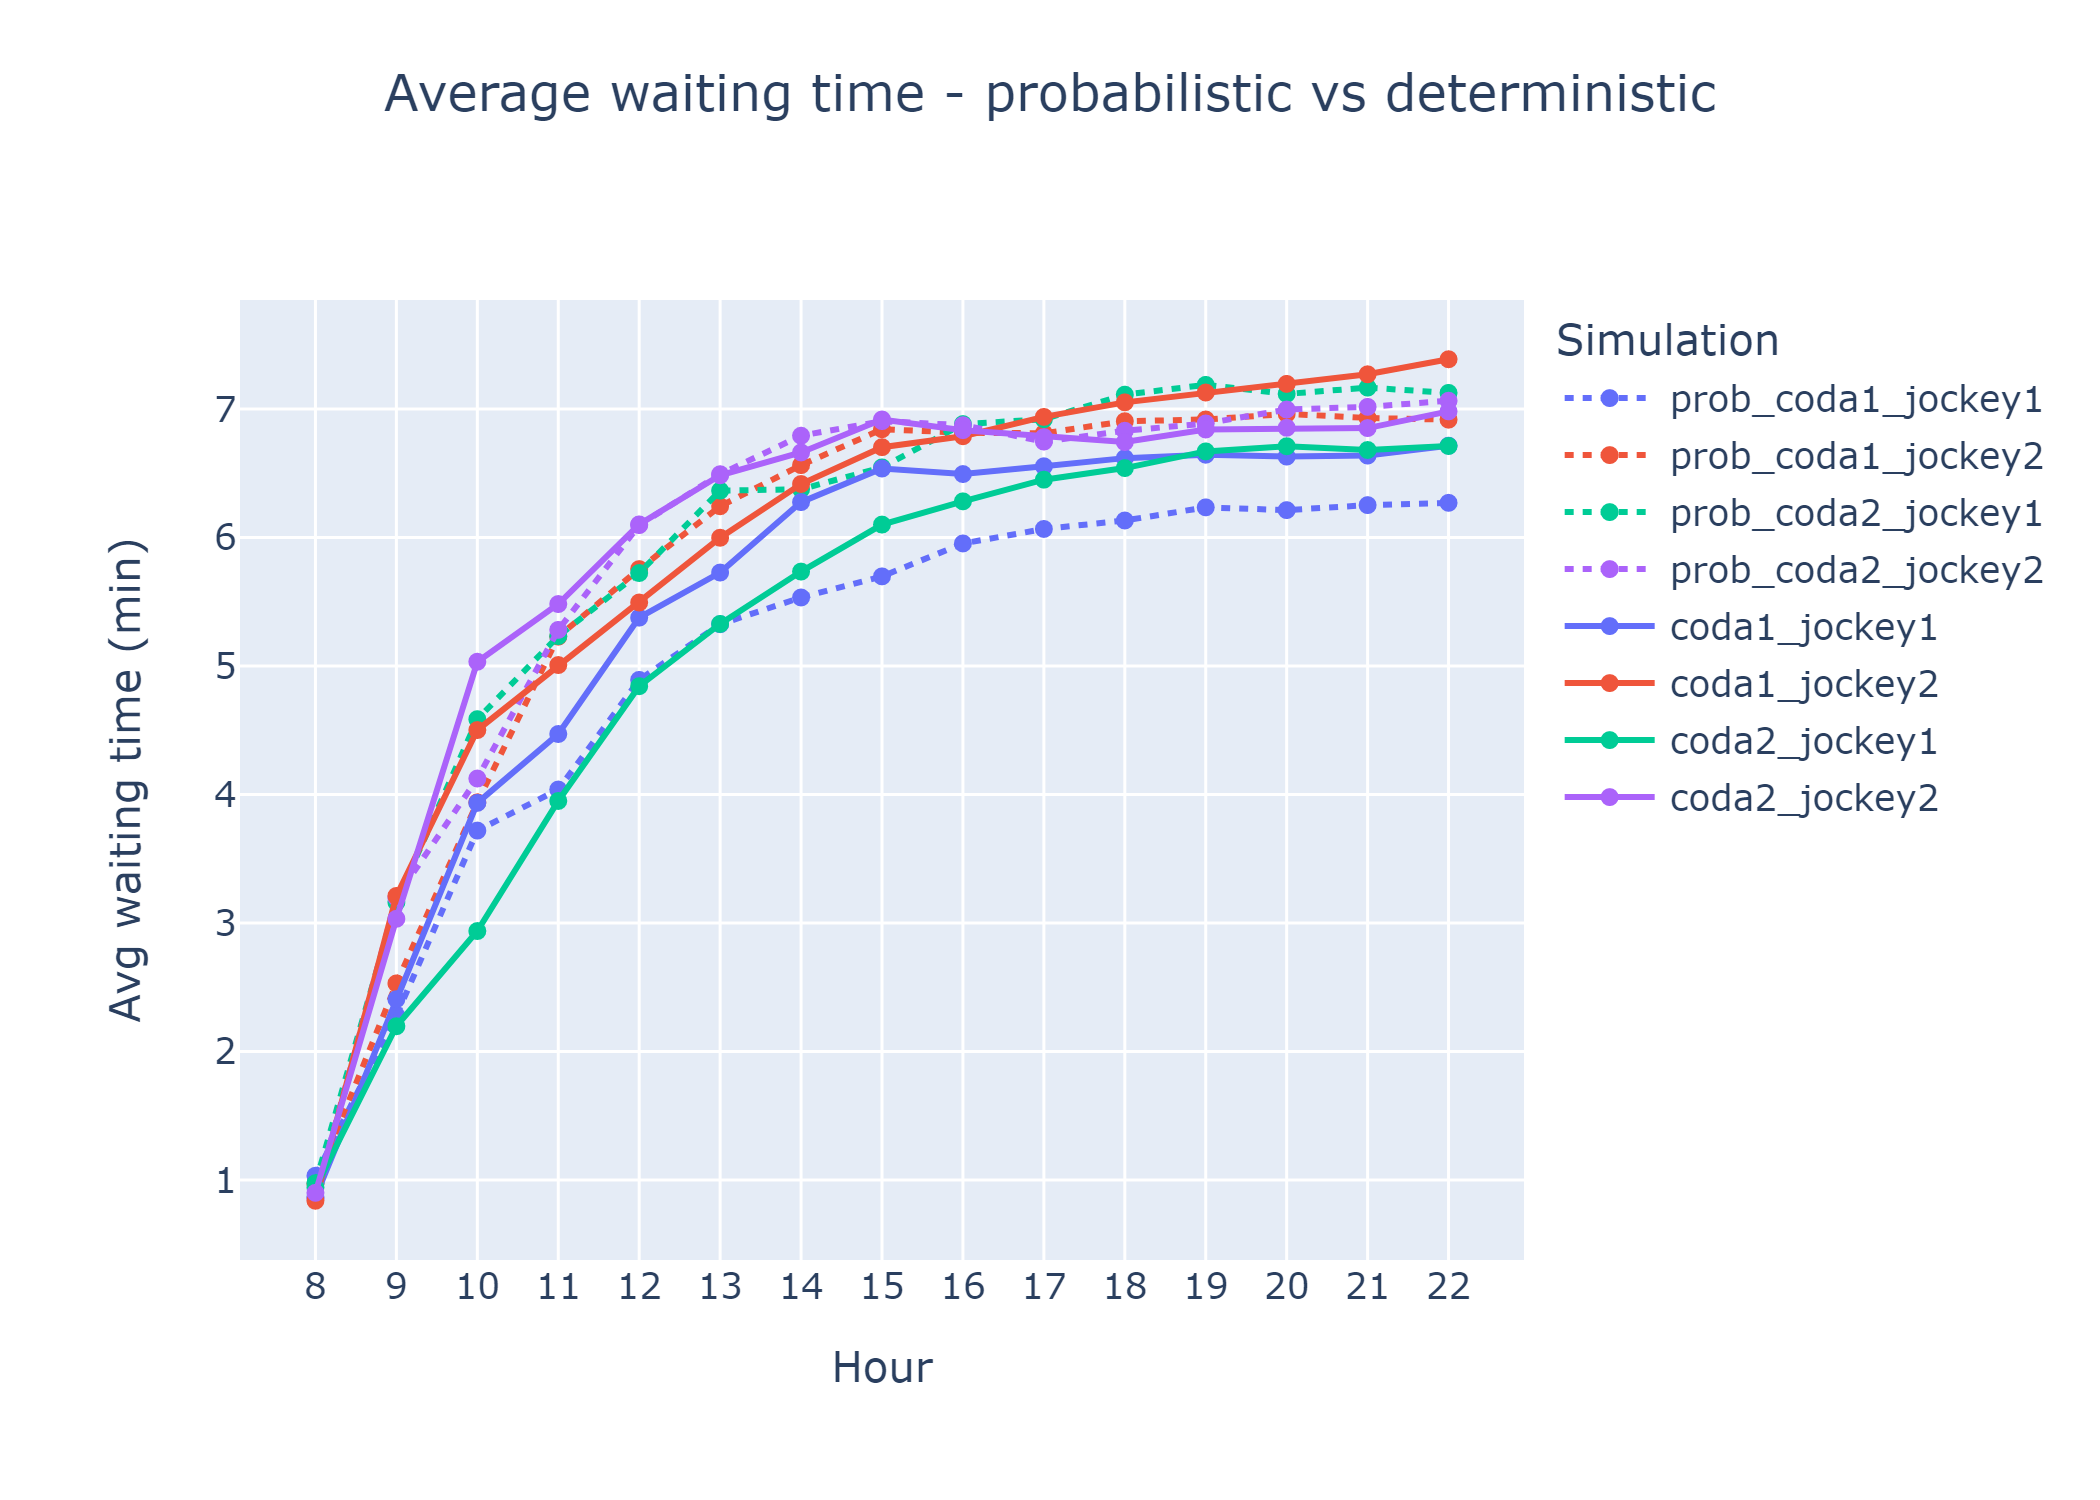 Average waiting time - probabilistic vs deterministic
Simulation
prob_coda1_jockey1
prob_coda1_jockey2
prob_coda2_jockey1
prob_coda2_jockey2
coda1_jockey1
coda1_jockey2
coda2_jockey1
coda2_jockey2
Avg waiting time (min)
7
6
5
4
3
2
1
8 9 10 11 12 13 14 15 16 17 18 19 20 21 22
Hour